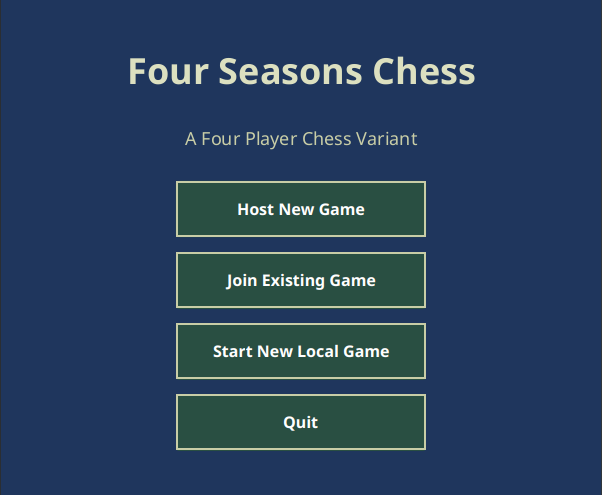 Four Seasons Chess
A Four Player Chess Variant
Host New Game
Join Existing Game
Start New Local Game
Quit